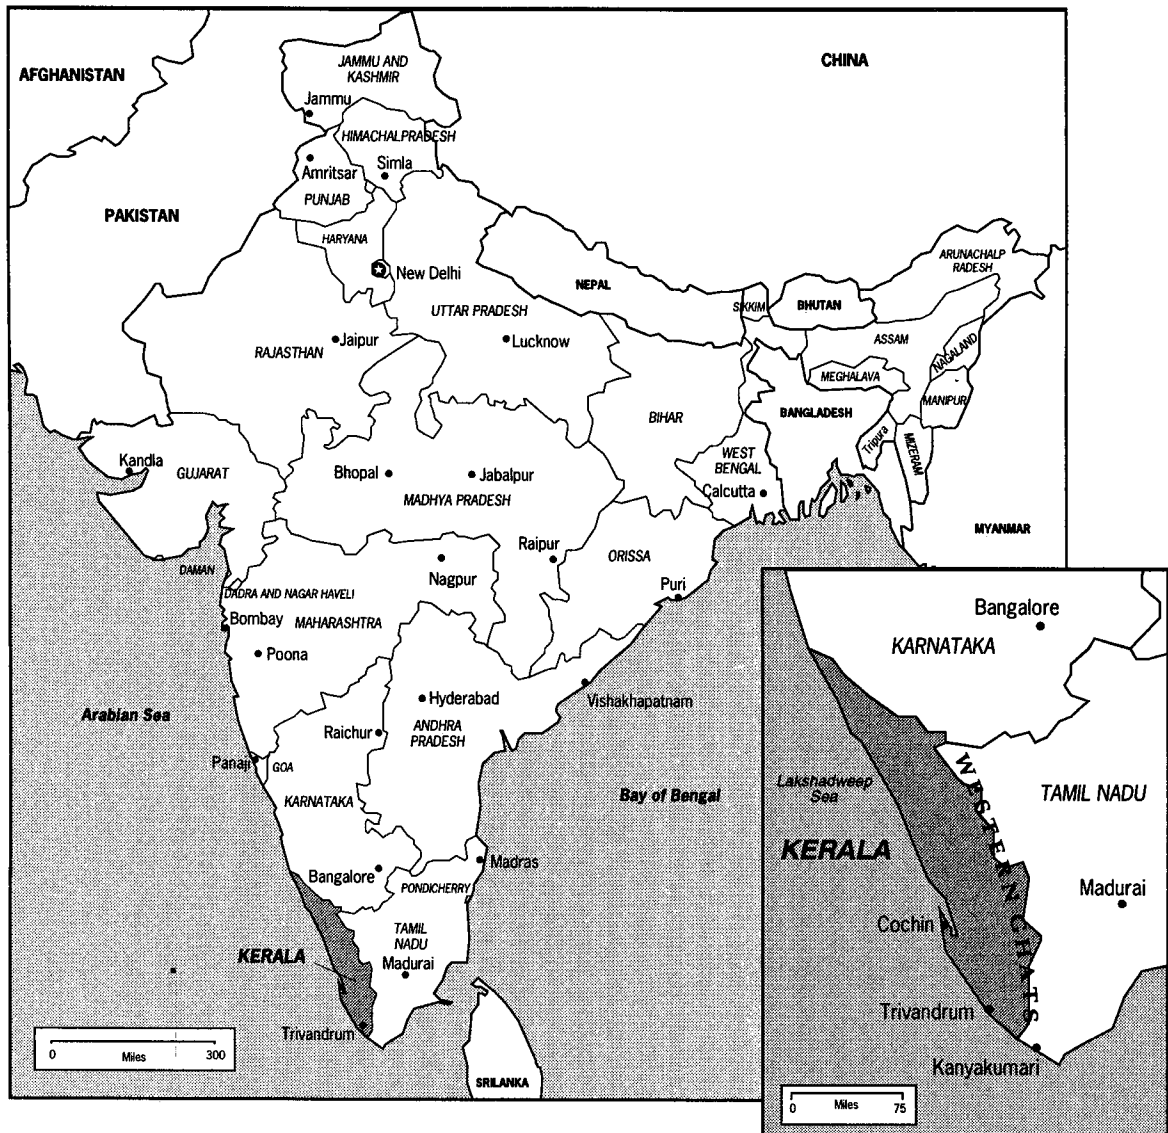 AFGHANISTAN
CHINA
JAMMU AND
KASHMIR
Jammu
HIMACHALPRADESH
Amritsar
Simla
PUNJAB
PAKISTAN
HARYANA
New Delhi
NEPAL
SIKKIM
BHUTAN
ARUNACHALP
RADESH
UTTAR PRADESH
RAJASTHAN
Jaipur
Lucknow
ASSAM
NAGALAND
MEGHALAVA
MANIPUR
BIHAR
BANGLADESH
Tripura
MIZERAM
Kandla
GUJARAT
Bhopal
Jabalpur
MADHYA PRADESH
WEST
BENGAL
Calcutta
MYANMAR
Raipur
ORISSA
DAMAN
Nagpur
Puri
DADRA AND NAGAR HAVELI
Bombay
MAHARASHTRA
Poona
Hyderabad
Vishakhapatnam
Arabian Sea
Raichur
ANDHRA
PRADESH
Panaji
GOA
KARNATAKA
Bay of Bengal
Bangalore
Madras
PONDICHERRY
TAMIL
NADU
KERALA
Madurai
Trivandrum
SRILANKA
0 Miles 300
Bangalore
KARNATAKA
WESTERN GHATS
Lakshadweep
Sea
TAMIL NADU
KERALA
Madurai
Cochin
Trivandrum
Kanyakumari
0 Miles 75